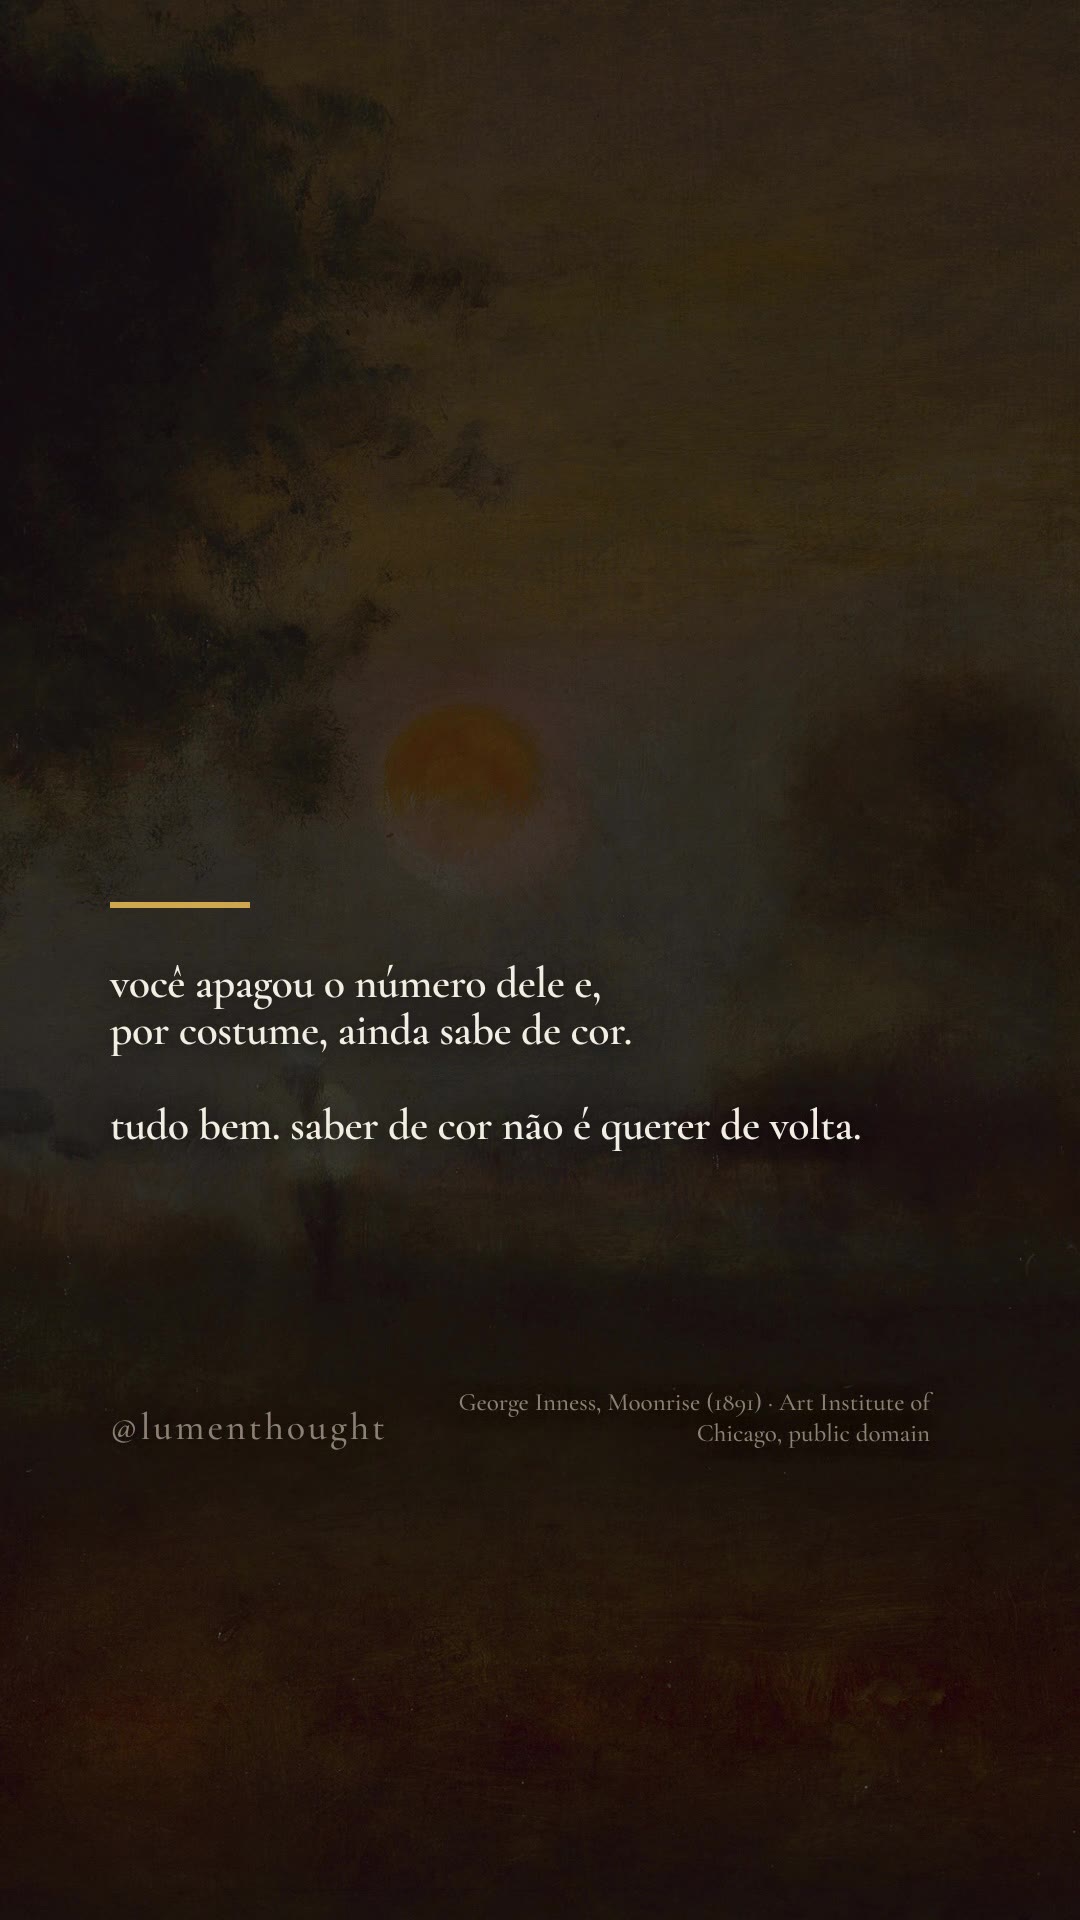 você apagou o número dele e,
por costume, ainda sabe de cor.
tudo bem. saber de cor não é querer de volta.
@lumenthought
George Inness, Moonrise (1891) · Art Institute of
Chicago, public domain